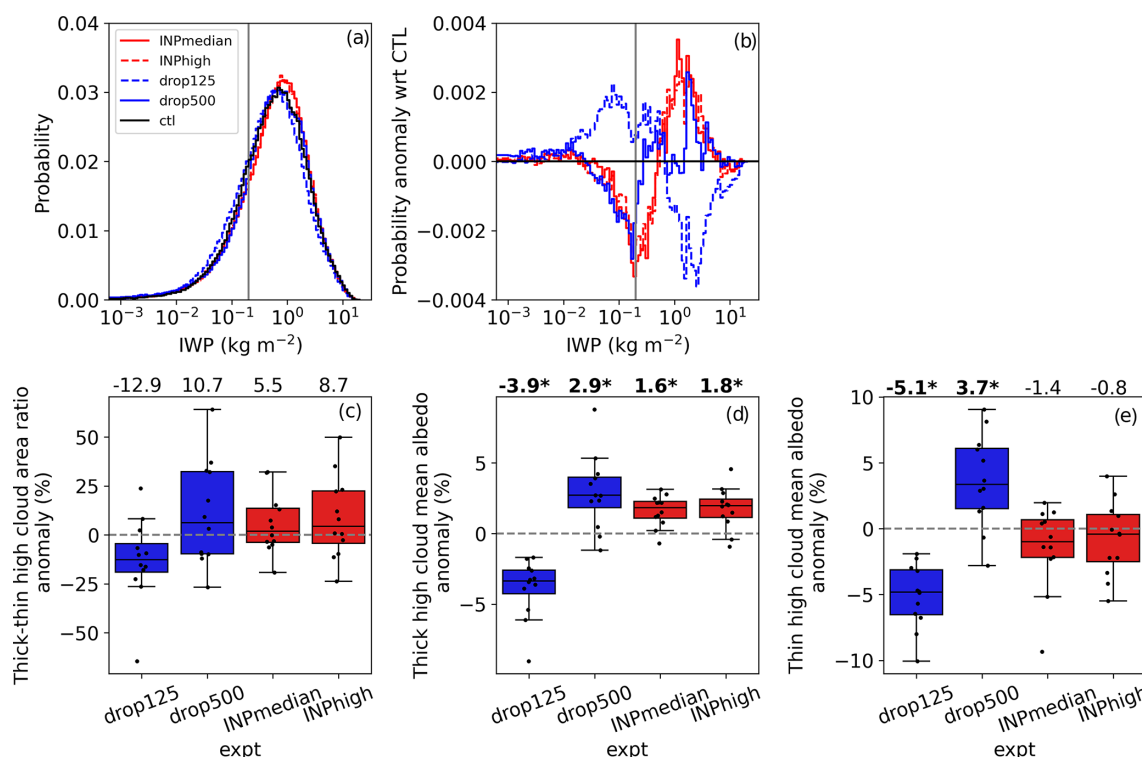 0.04
0.03
0.02
0.01
0.00
Probability
INPmedian
INPhigh
drop125
drop500
ctl
(a)
10⁻³ 10⁻² 10⁻¹ 10⁰ 10¹
IWP (kg m⁻²)
0.004
0.002
0.000
−0.002
−0.004
Probability anomaly wrt CTL
(b)
10⁻³ 10⁻² 10⁻¹ 10⁰ 10¹
IWP (kg m⁻²)
-12.9 10.7 5.5 8.7
(c)
50
25
0
−25
−50
Thick-thin high cloud area ratio
anomaly (%)
drop125 drop500 INPmedian INPhigh
expt
-3.9* 2.9* 1.6* 1.8*
(d)
5
0
−5
Thick high cloud mean albedo
anomaly (%)
drop125 drop500 INPmedian INPhigh
expt
-5.1* 3.7* -1.4 -0.8
(e)
10
5
0
−5
−10
Thin high cloud mean albedo
anomaly (%)
drop125 drop500 INPmedian INPhigh
expt